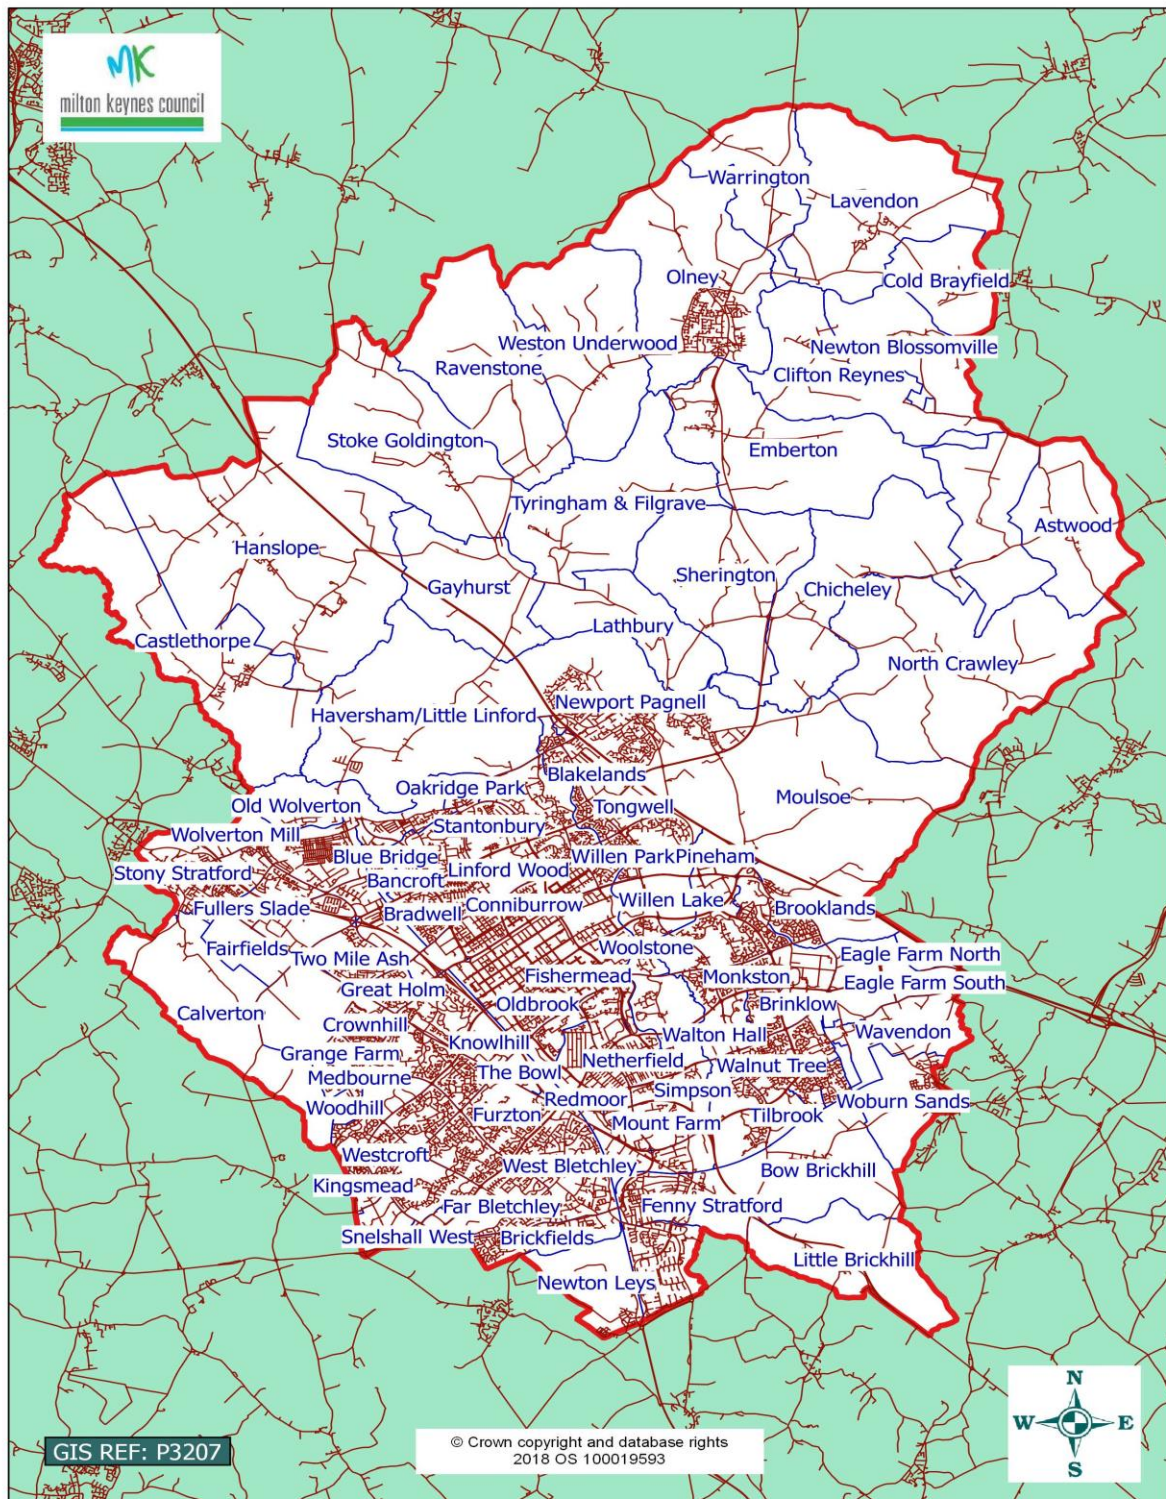 MK
milton keynes council
Warrington
Lavendon
Olney
Cold Brayfield
Weston Underwood
Newton Blossomville
Ravenstone
Clifton Reynes
Stoke Goldington
Emberton
Tyringham & Filgrave
Astwood
Hanslope
Sherington
Gayhurst
Chicheley
Lathbury
Castlethorpe
North Crawley
Newport Pagnell
Haversham/Little Linford
Blakelands
Oakridge Park
Moulsoe
Old Wolverton
Tongwell
Wolverton Mill
Stantonbury
Blue Bridge
Willen Park
Pineham
Stony Stratford
Linford Wood
Bancroft
Willen Lake
Fullers Slade
Conniburrow
Brooklands
Bradwell
Fairfields
Woolstone
Two Mile Ash
Eagle Farm North
Fishermead
Monkston
Great Holm
Eagle Farm South
Oldbrook
Brinklow
Calverton
Crownhill
Walton Hall
Wavendon
Knowlhill
Grange Farm
Netherfield
The Bowl
Walnut Tree
Medbourne
Simpson
Redmoor
Woburn Sands
Woodhill
Furzton
Tilbrook
Mount Farm
Westcroft
West Bletchley
Bow Brickhill
Kingsmead
Far Bletchley
Fenny Stratford
Snelshall West
Brickfields
Little Brickhill
Newton Leys
N
W
E
S
GIS REF: P3207
© Crown copyright and database rights
2018 OS 100019593